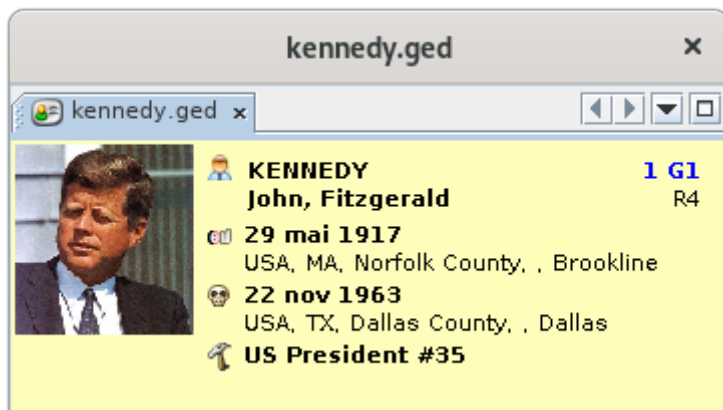 kennedy.ged
kennedy.ged
KENNEDY 1 G1
John, Fitzgerald R4
29 mai 1917
USA, MA, Norfolk County, , Brookline
22 nov 1963
USA, TX, Dallas County, , Dallas
US President #35